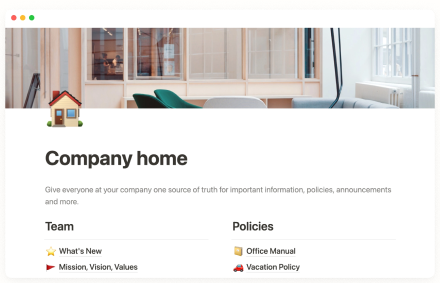 Company home
Give everyone at your company one source of truth for important information, policies, announcements
and more.
Team
Policies
What's New
Office Manual
Mission, Vision, Values
Vacation Policy